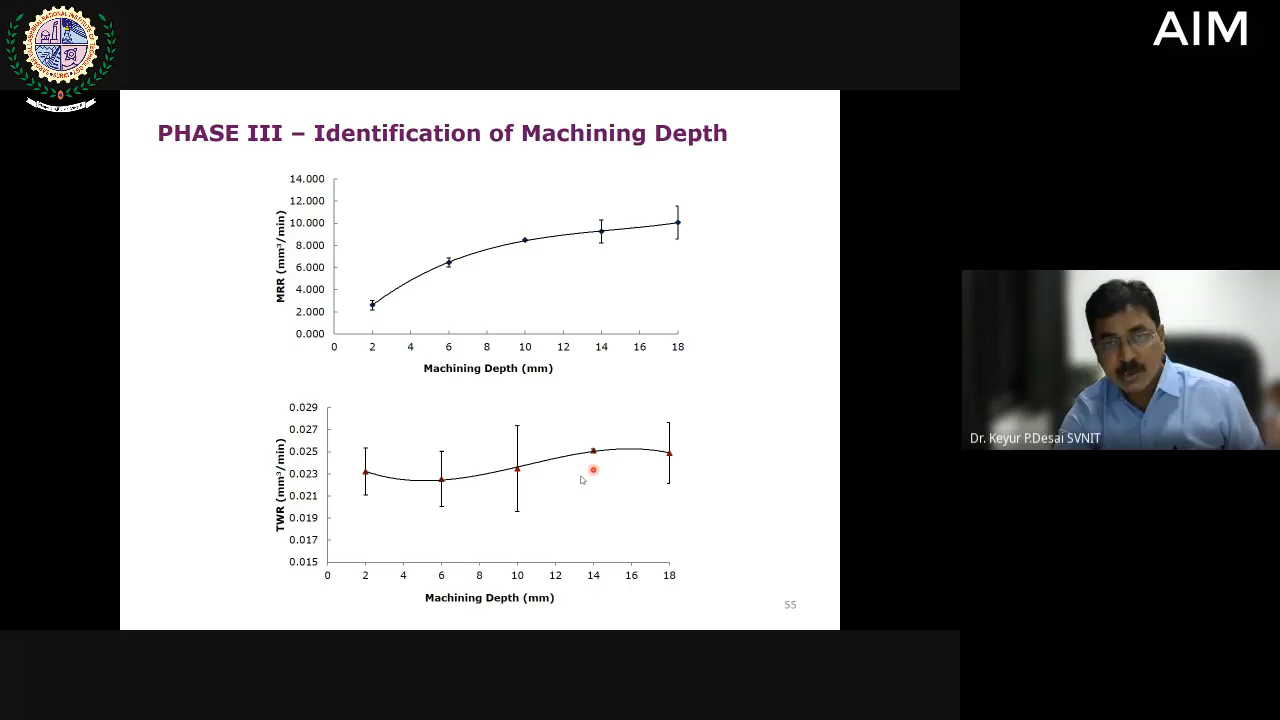 AIM
PHASE III – Identification of Machining Depth
14.000
12.000
10.000
8.000
6.000
4.000
2.000
0.000
MRR (mm³/min)
0 2 4 6 8 10 12 14 16 18
Machining Depth (mm)
0.029
0.027
0.025
0.023
0.021
0.019
0.017
0.015
TWR (mm³/min)
0 2 4 6 8 10 12 14 16 18
Machining Depth (mm)
55
Dr. Keyur P.Desai SVNIT